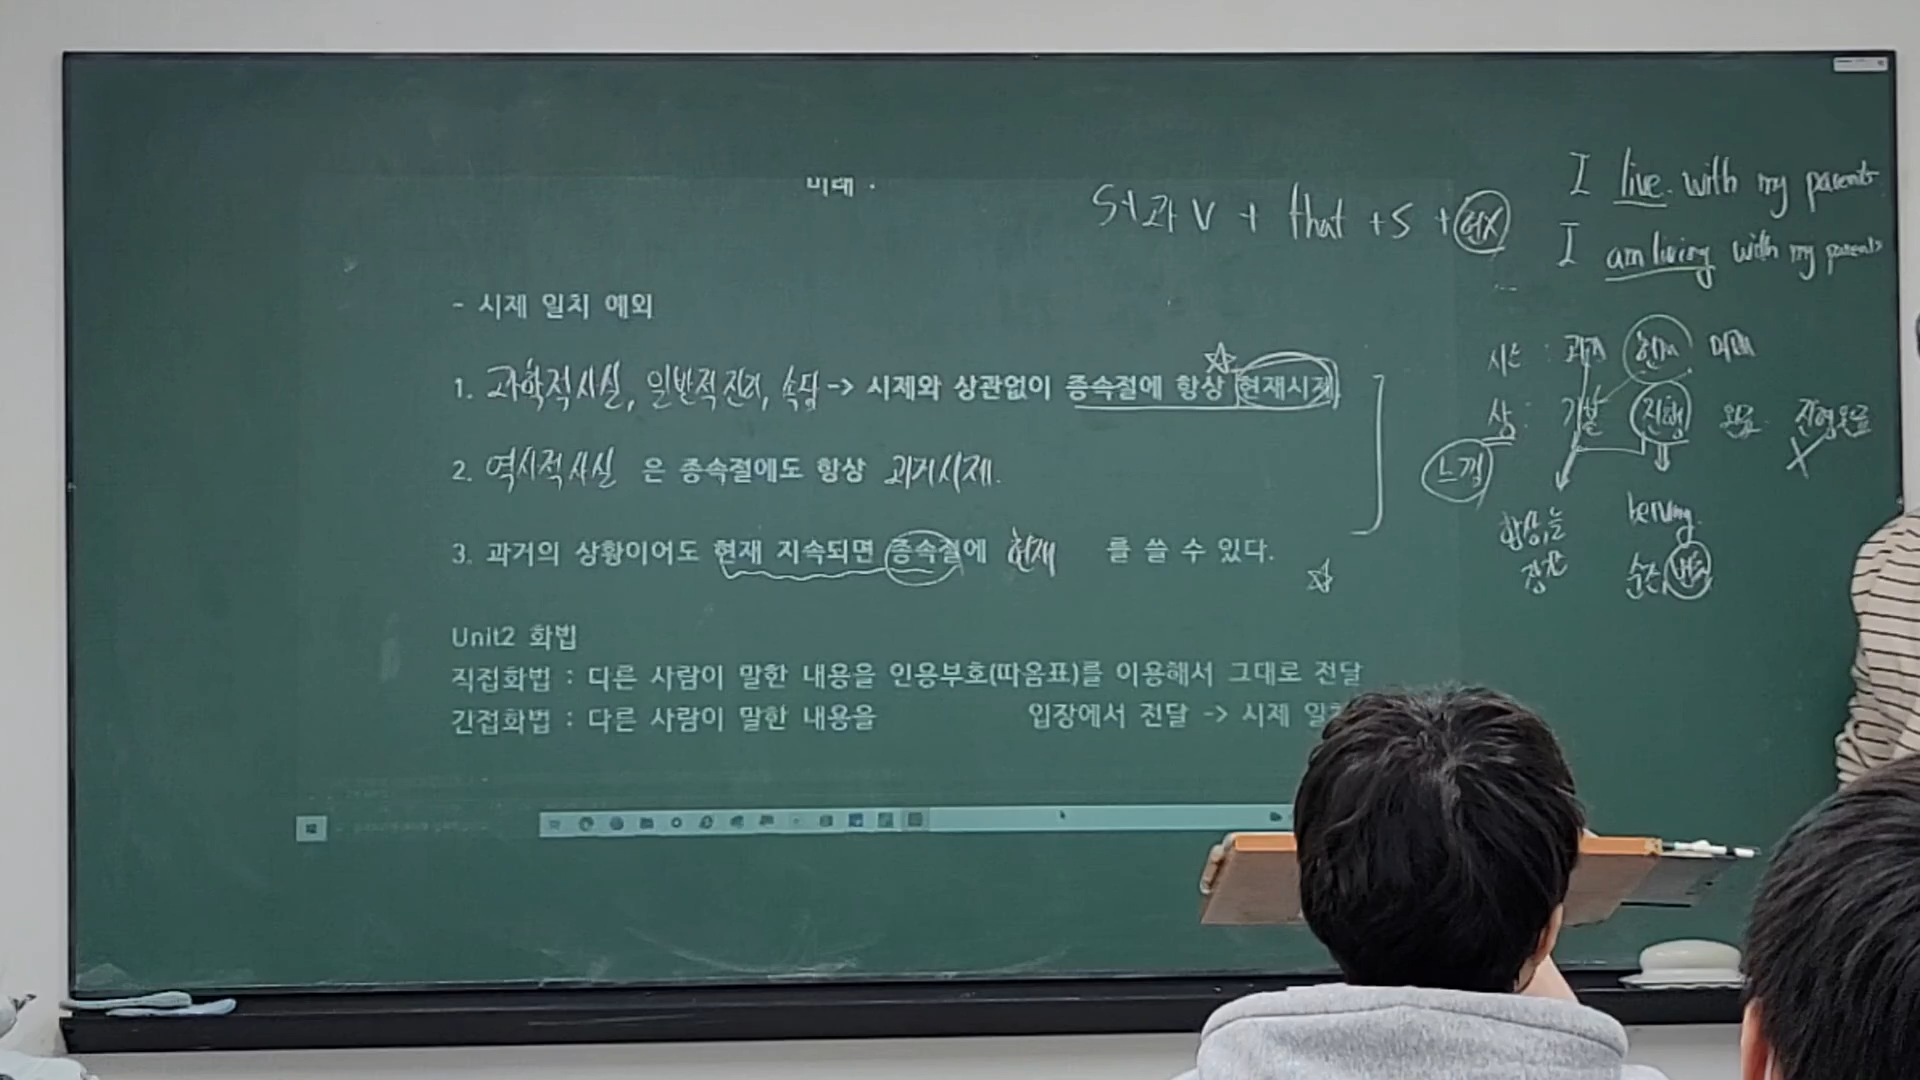 미래 .
S+과V + that +S + 현X
- 시제 일치 예외
1. 과학적사실, 일반적진리, 속담 -> 시제와 상관없이 종속절에 항상 현재시제.
2. 역사적사실 은 종속절에도 항상 과거시제.
3. 과거의 상황이어도 현재 지속되면 종속절에 현재 를 쓸 수 있다.
Unit2 화법
직접화법 : 다른 사람이 말한 내용을 인용부호(따옴표)를 이용해서 그대로 전달
간접화법 : 다른 사람이 말한 내용을 입장에서 전달 -> 시제 일치
I live with my parents
I am living with my parents
시간 : 과거 현재 미래
상 : 기본 진행 완료 진행완료
느낌